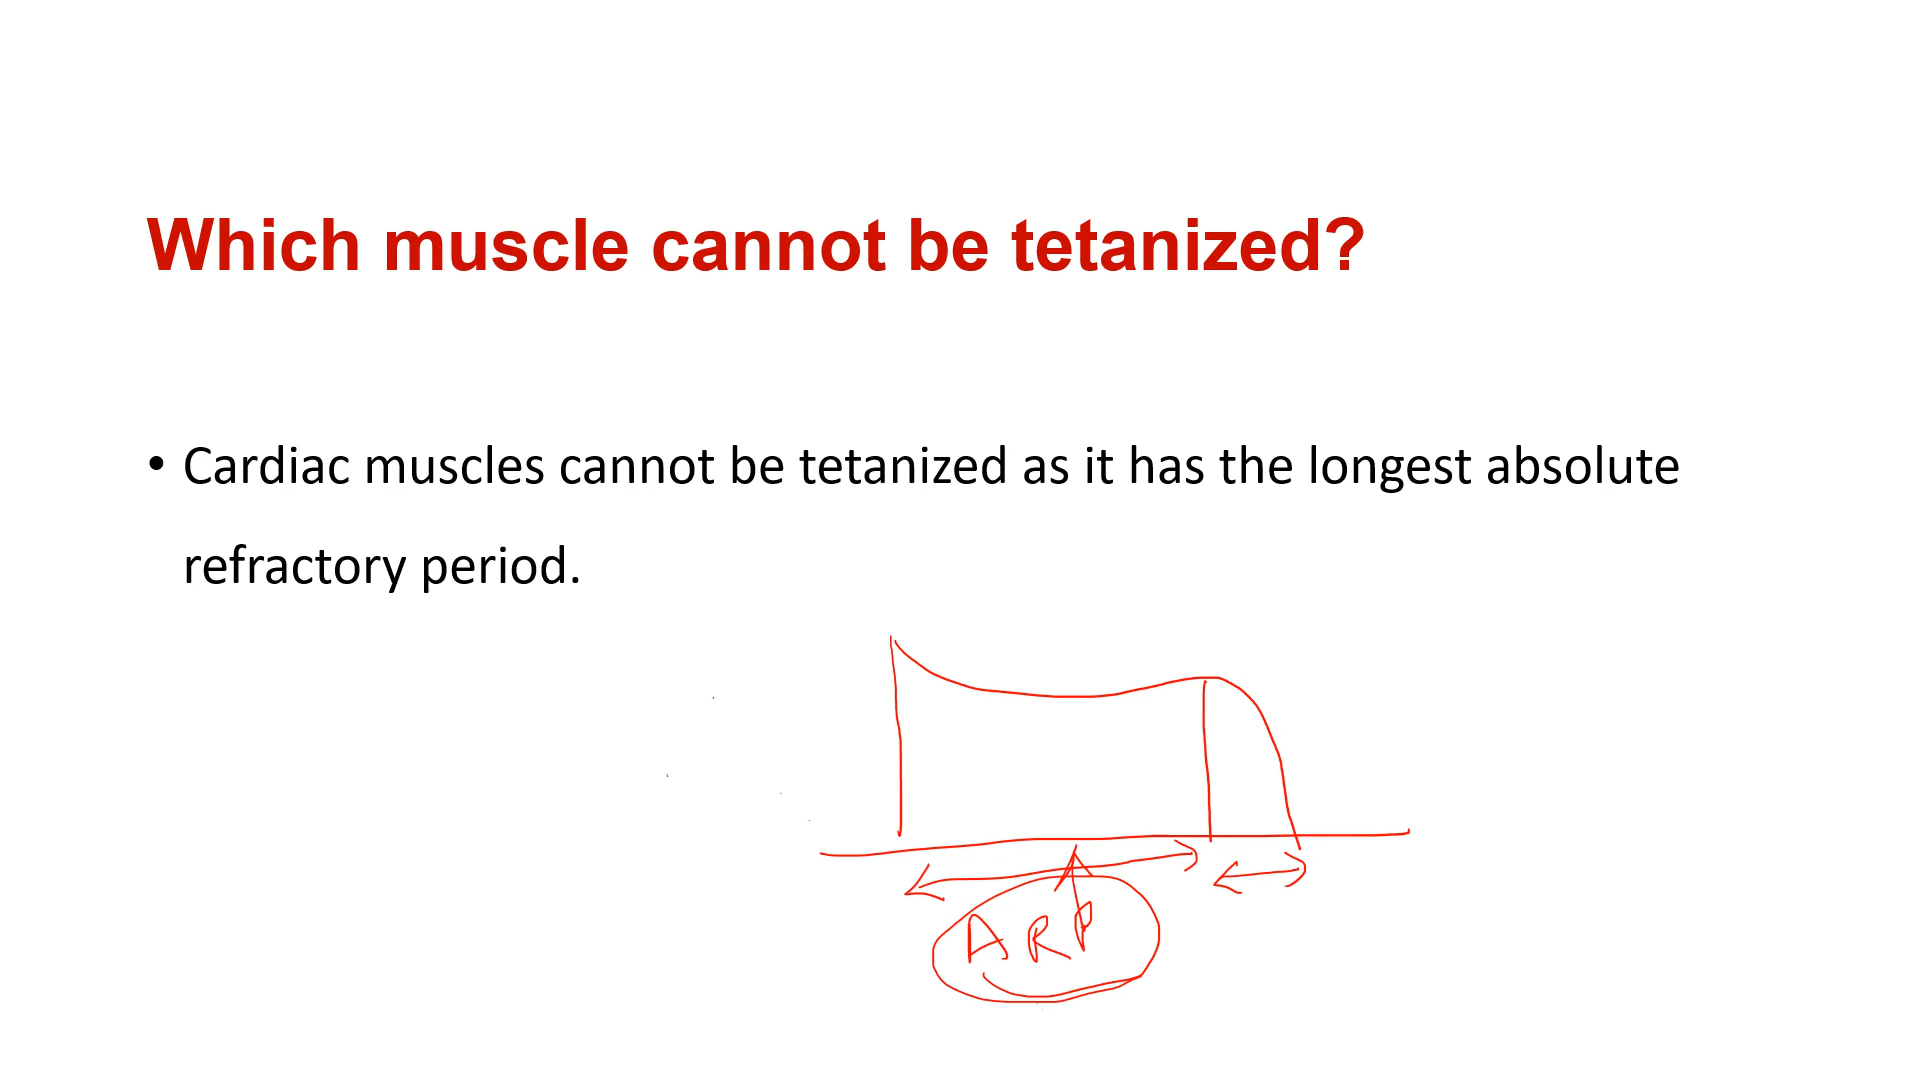 Which muscle cannot be tetanized?
• Cardiac muscles cannot be tetanized as it has the longest absolute
refractory period.
ARP